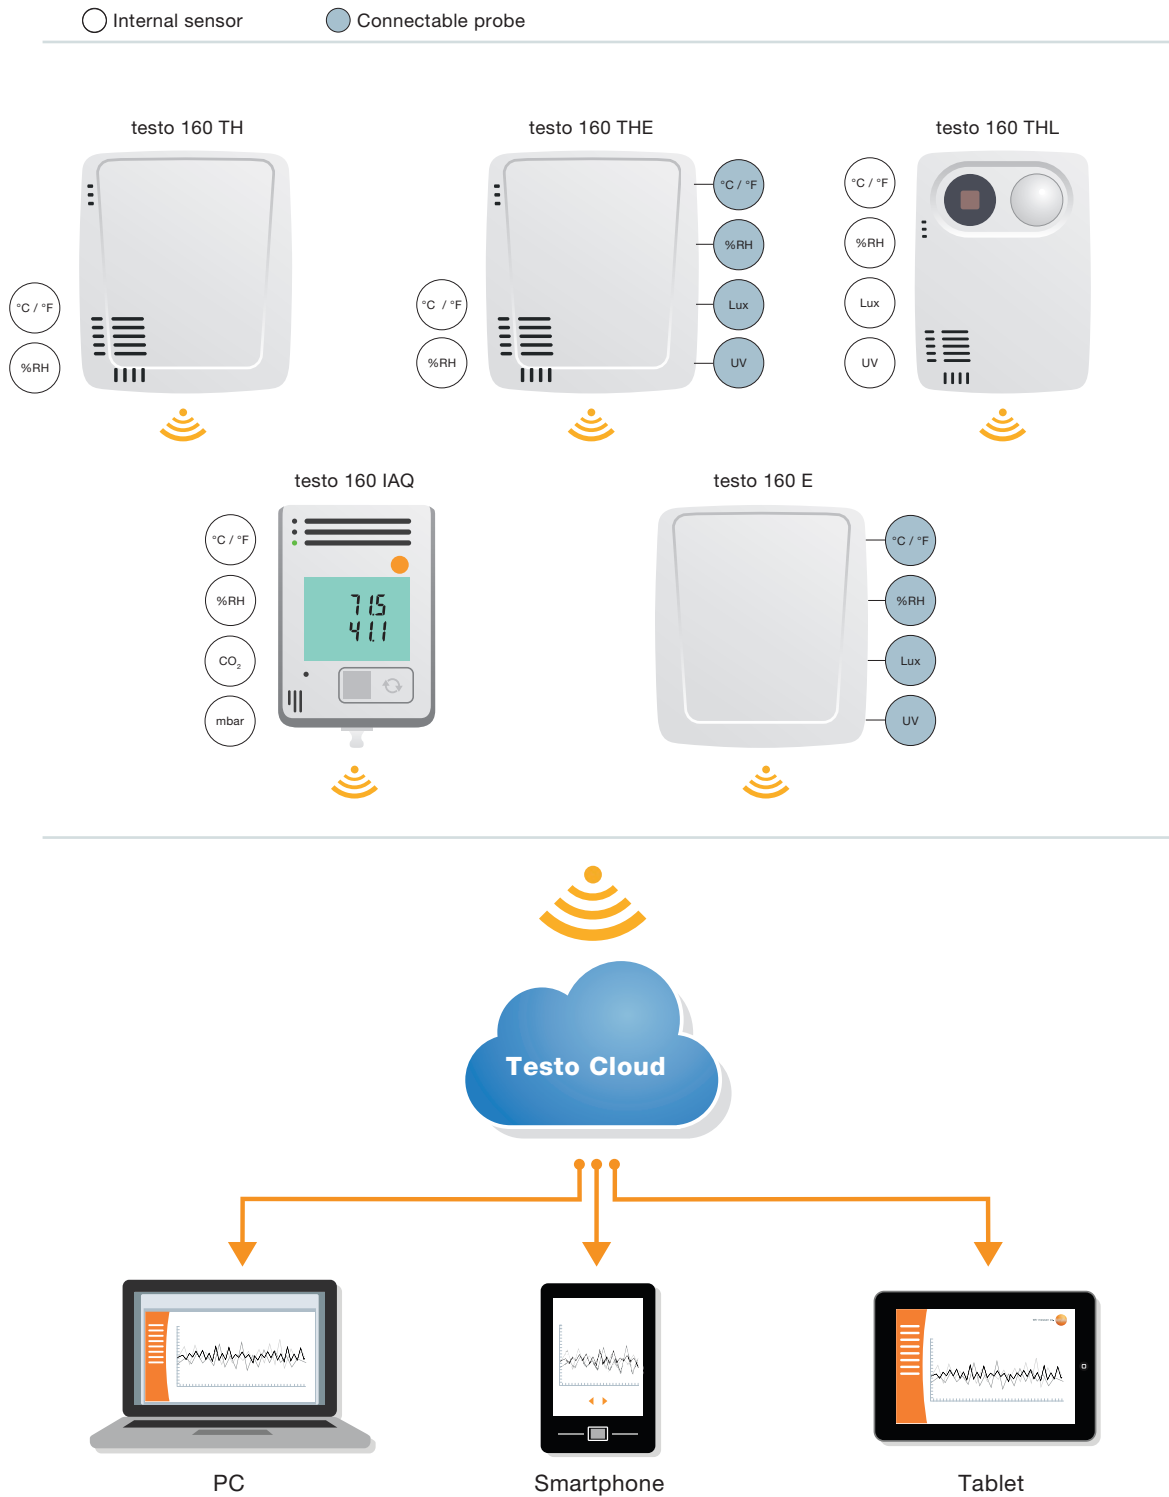 Internal sensor
Connectable probe
testo 160 TH
°C / °F
%RH
testo 160 THE
°C / °F
%RH
°C / °F
%RH
Lux
UV
testo 160 THL
°C / °F
%RH
Lux
UV
testo 160 IAQ
°C / °F
%RH
CO₂
mbar
71.5
41.1
testo 160 E
°C / °F
%RH
Lux
UV
Testo Cloud
PC
Smartphone
Tablet